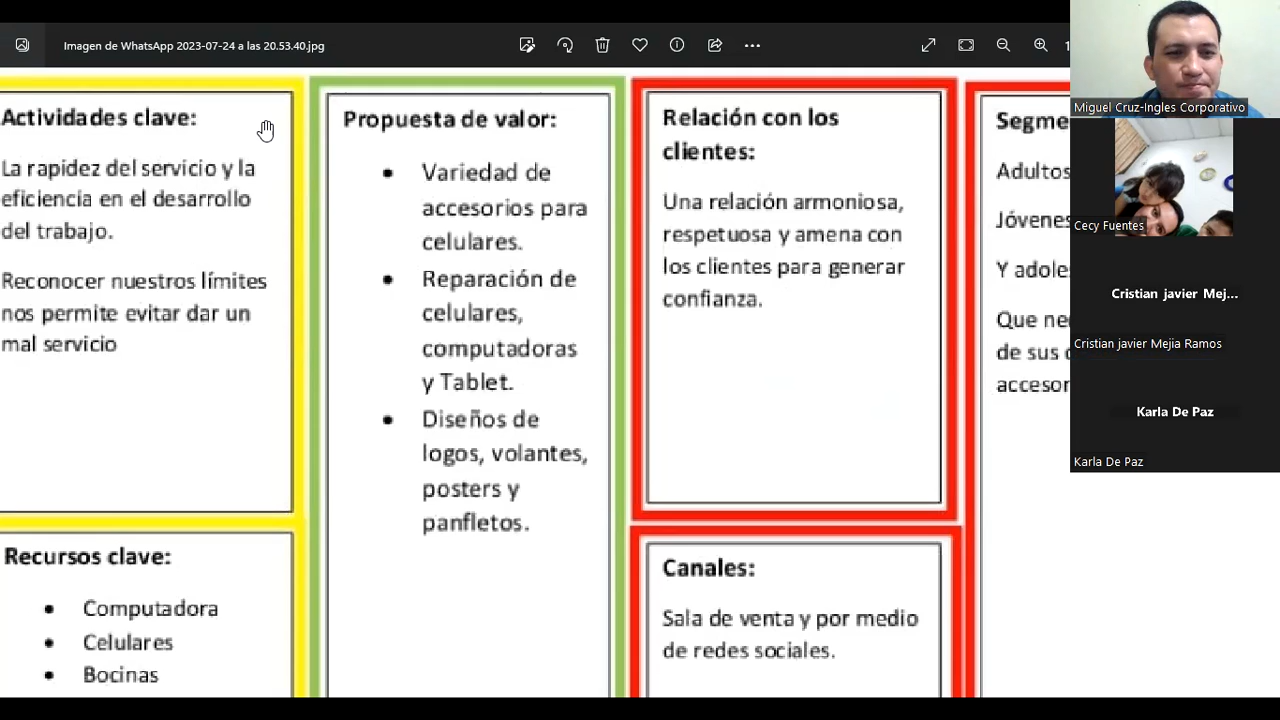 Imagen de WhatsApp 2023-07-24 a las 20.53.40.jpg
Actividades clave:
La rapidez del servicio y la
eficiencia en el desarrollo
del trabajo.
Reconocer nuestros límites
nos permite evitar dar un
mal servicio
Recursos clave:
Computadora
Celulares
Bocinas
Propuesta de valor:
Variedad de
accesorios para
celulares.
Reparación de
celulares,
computadoras
y Tablet.
Diseños de
logos, volantes,
posters y
panfletos.
Relación con los
clientes:
Una relación armoniosa,
respetuosa y amena con
los clientes para generar
confianza.
Canales:
Sala de venta y por medio
de redes sociales.
Segme
Adultos
Jóvenes
Y adole
Que ne
de sus
accesor
Miguel Cruz-Ingles Corporativo
Cecy Fuentes
Cristian javier Mej...
Cristian javier Mejia Ramos
Karla De Paz
Karla De Paz